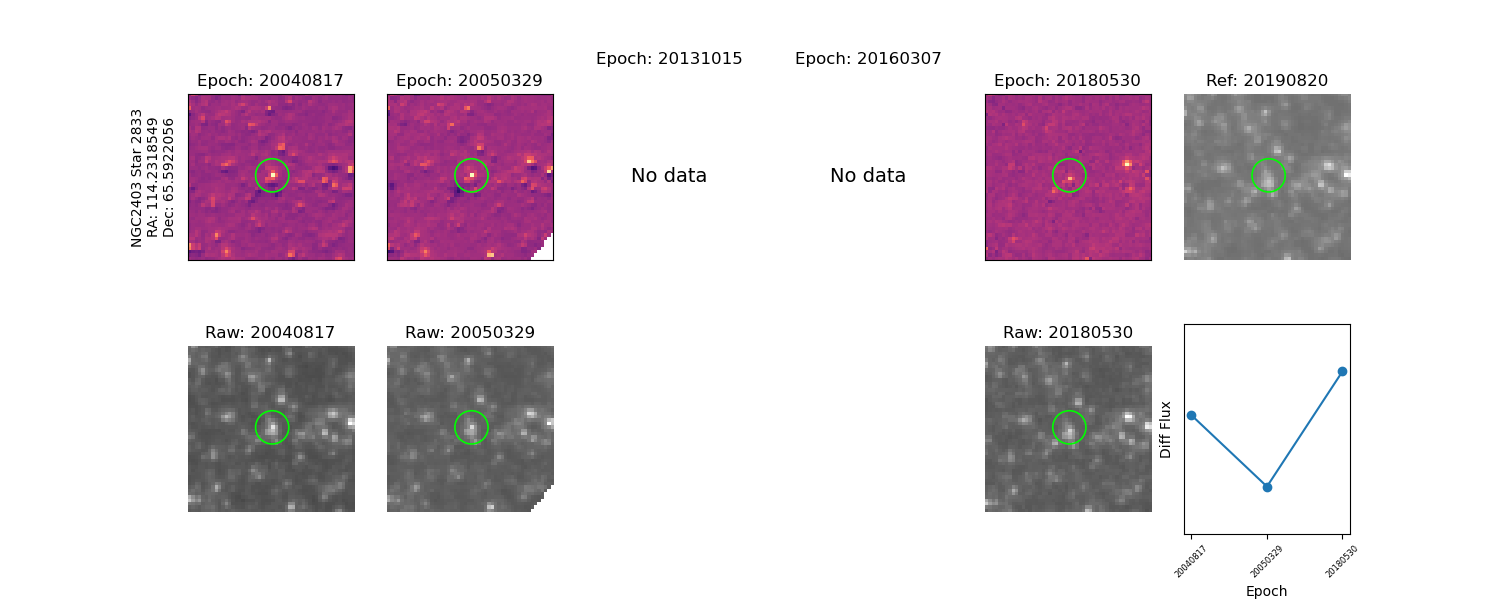 Epoch: 20040817
Epoch: 20050329
Epoch: 20131015
Epoch: 20160307
Epoch: 20180530
Ref: 20190820
NGC2403 Star 2833
RA: 114.2318549
Dec: 65.5922056
No data
No data
Raw: 20040817
Raw: 20050329
Raw: 20180530
Diff Flux
20040817
20050329
20180530
Epoch